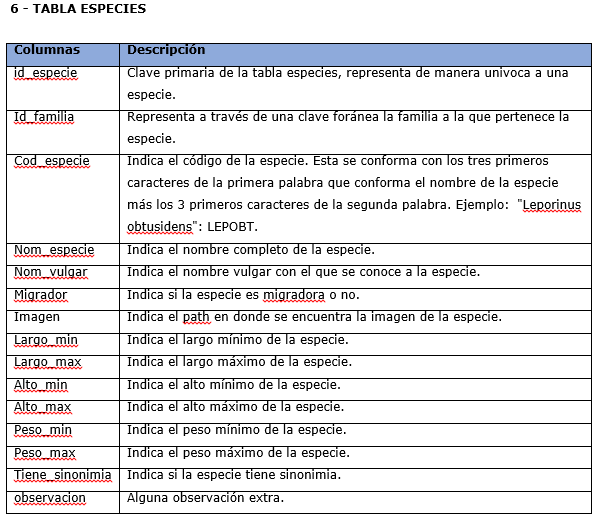 6 - TABLA ESPECIES
Columnas Descripción
id_especie Clave primaria de la tabla especies, representa de manera univoca a una
especie.
Id_familia Representa a través de una clave foránea la familia a la que pertenece la
especie.
Cod_especie Indica el código de la especie. Esta se conforma con los tres primeros
caracteres de la primera palabra que conforma el nombre de la especie
más los 3 primeros caracteres de la segunda palabra. Ejemplo: "Leporinus
obtusidens": LEPOBT.
Nom_especie Indica el nombre completo de la especie.
Nom_vulgar Indica el nombre vulgar con el que se conoce a la especie.
Migrador Indica si la especie es migradora o no.
Imagen Indica el path en donde se encuentra la imagen de la especie.
Largo_min Indica el largo mínimo de la especie.
Largo_max Indica el largo máximo de la especie.
Alto_min Indica el alto mínimo de la especie.
Alto_max Indica el alto máximo de la especie.
Peso_min Indica el peso mínimo de la especie.
Peso_max Indica el peso máximo de la especie.
Tiene_sinonimia Indica si la especie tiene sinonimia.
observacion Alguna observación extra.